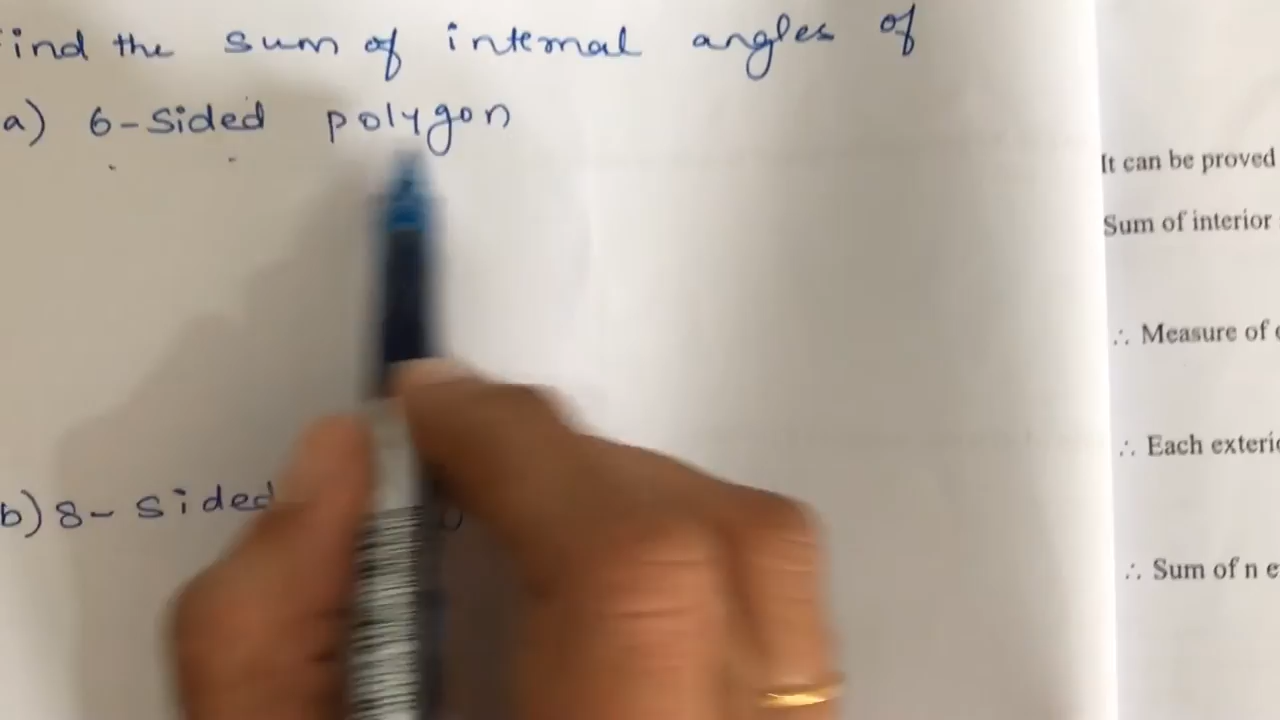 ind the sum of internal angles of
a) 6-sided polygon
b) 8- sided
It can be proved
Sum of interior
∴ Measure of
∴ Each exteri
∴ Sum of n e